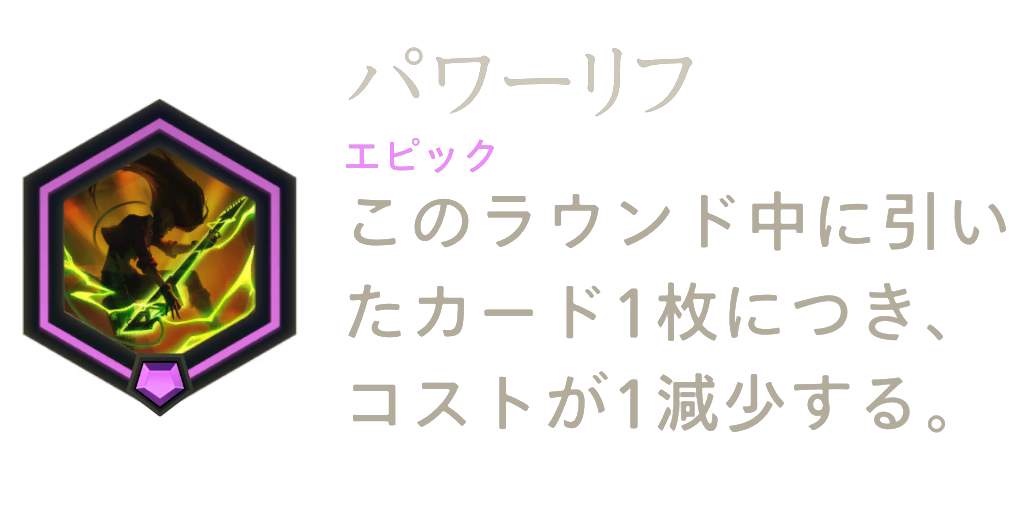 パワーリフ
エピック
このラウンド中に引い
たカード1枚につき、
コストが1減少する。